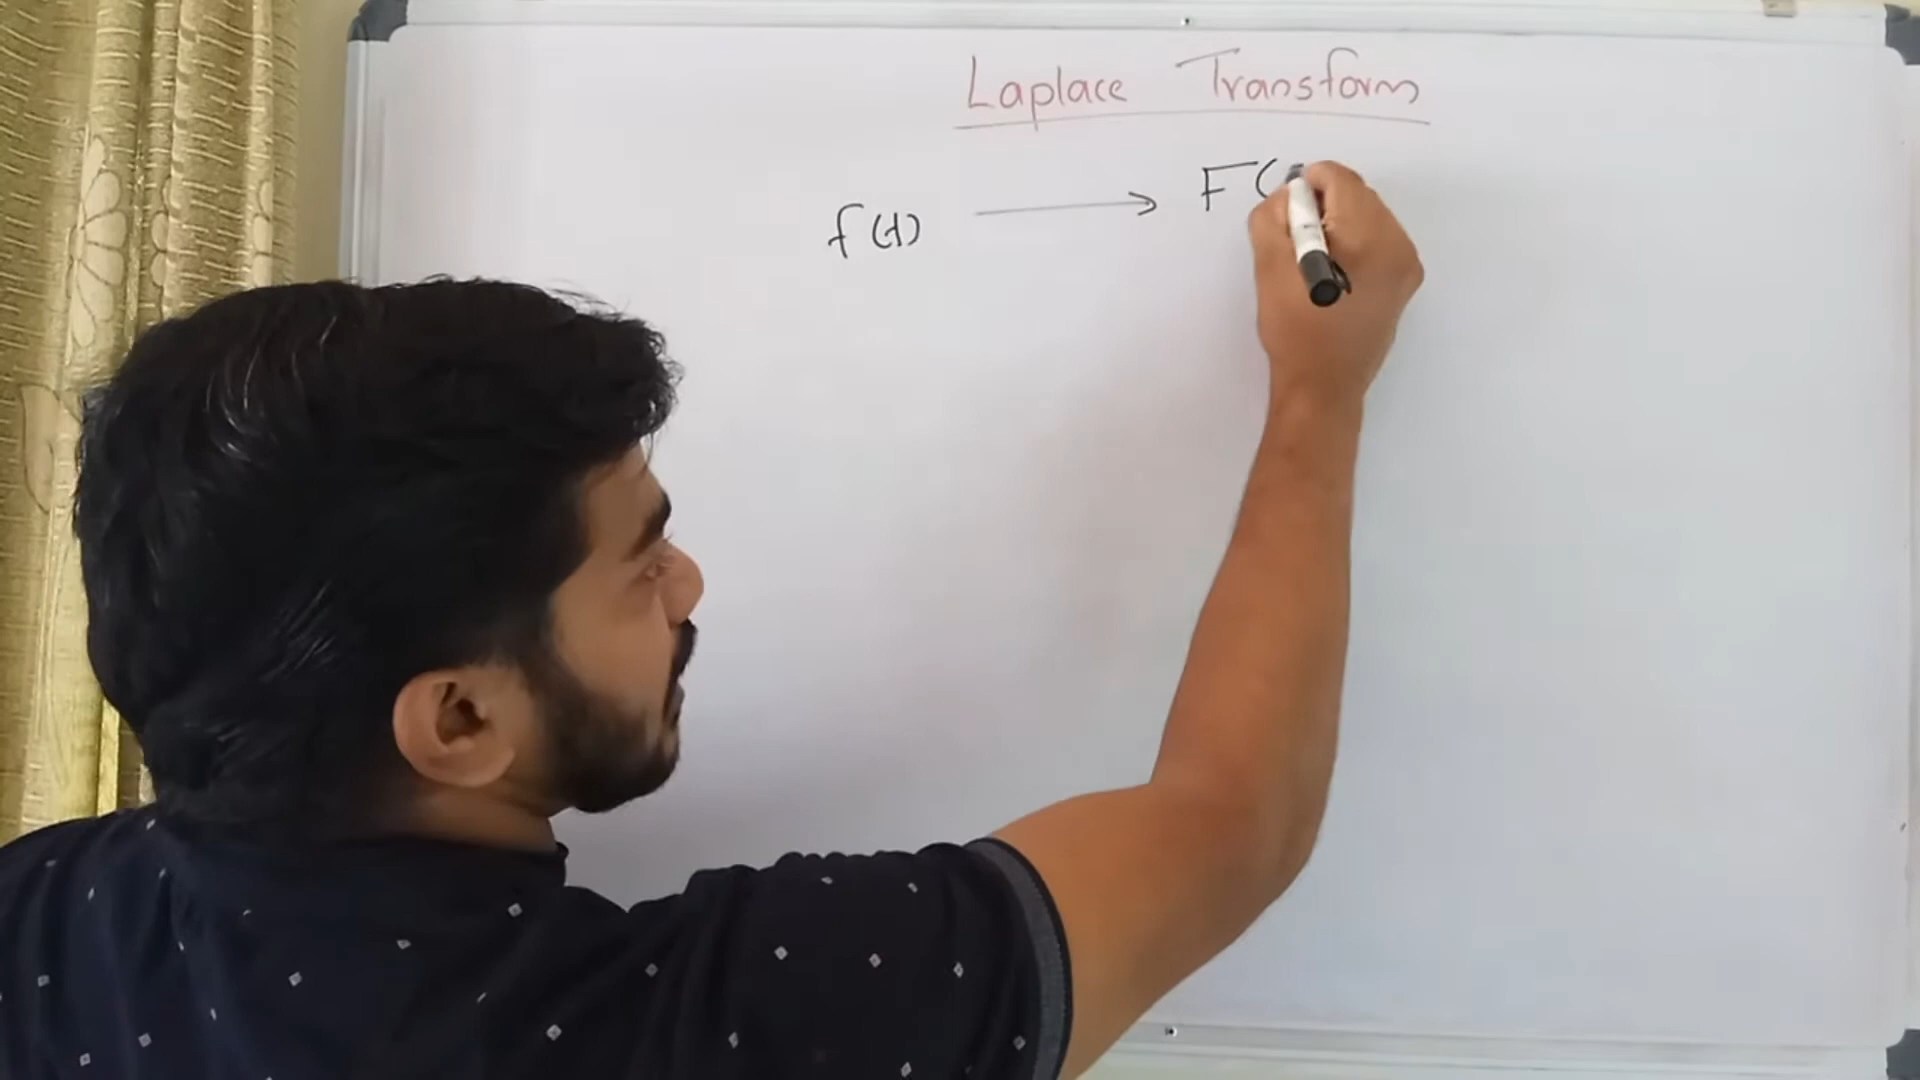 Laplace Transform
f(t) → F(